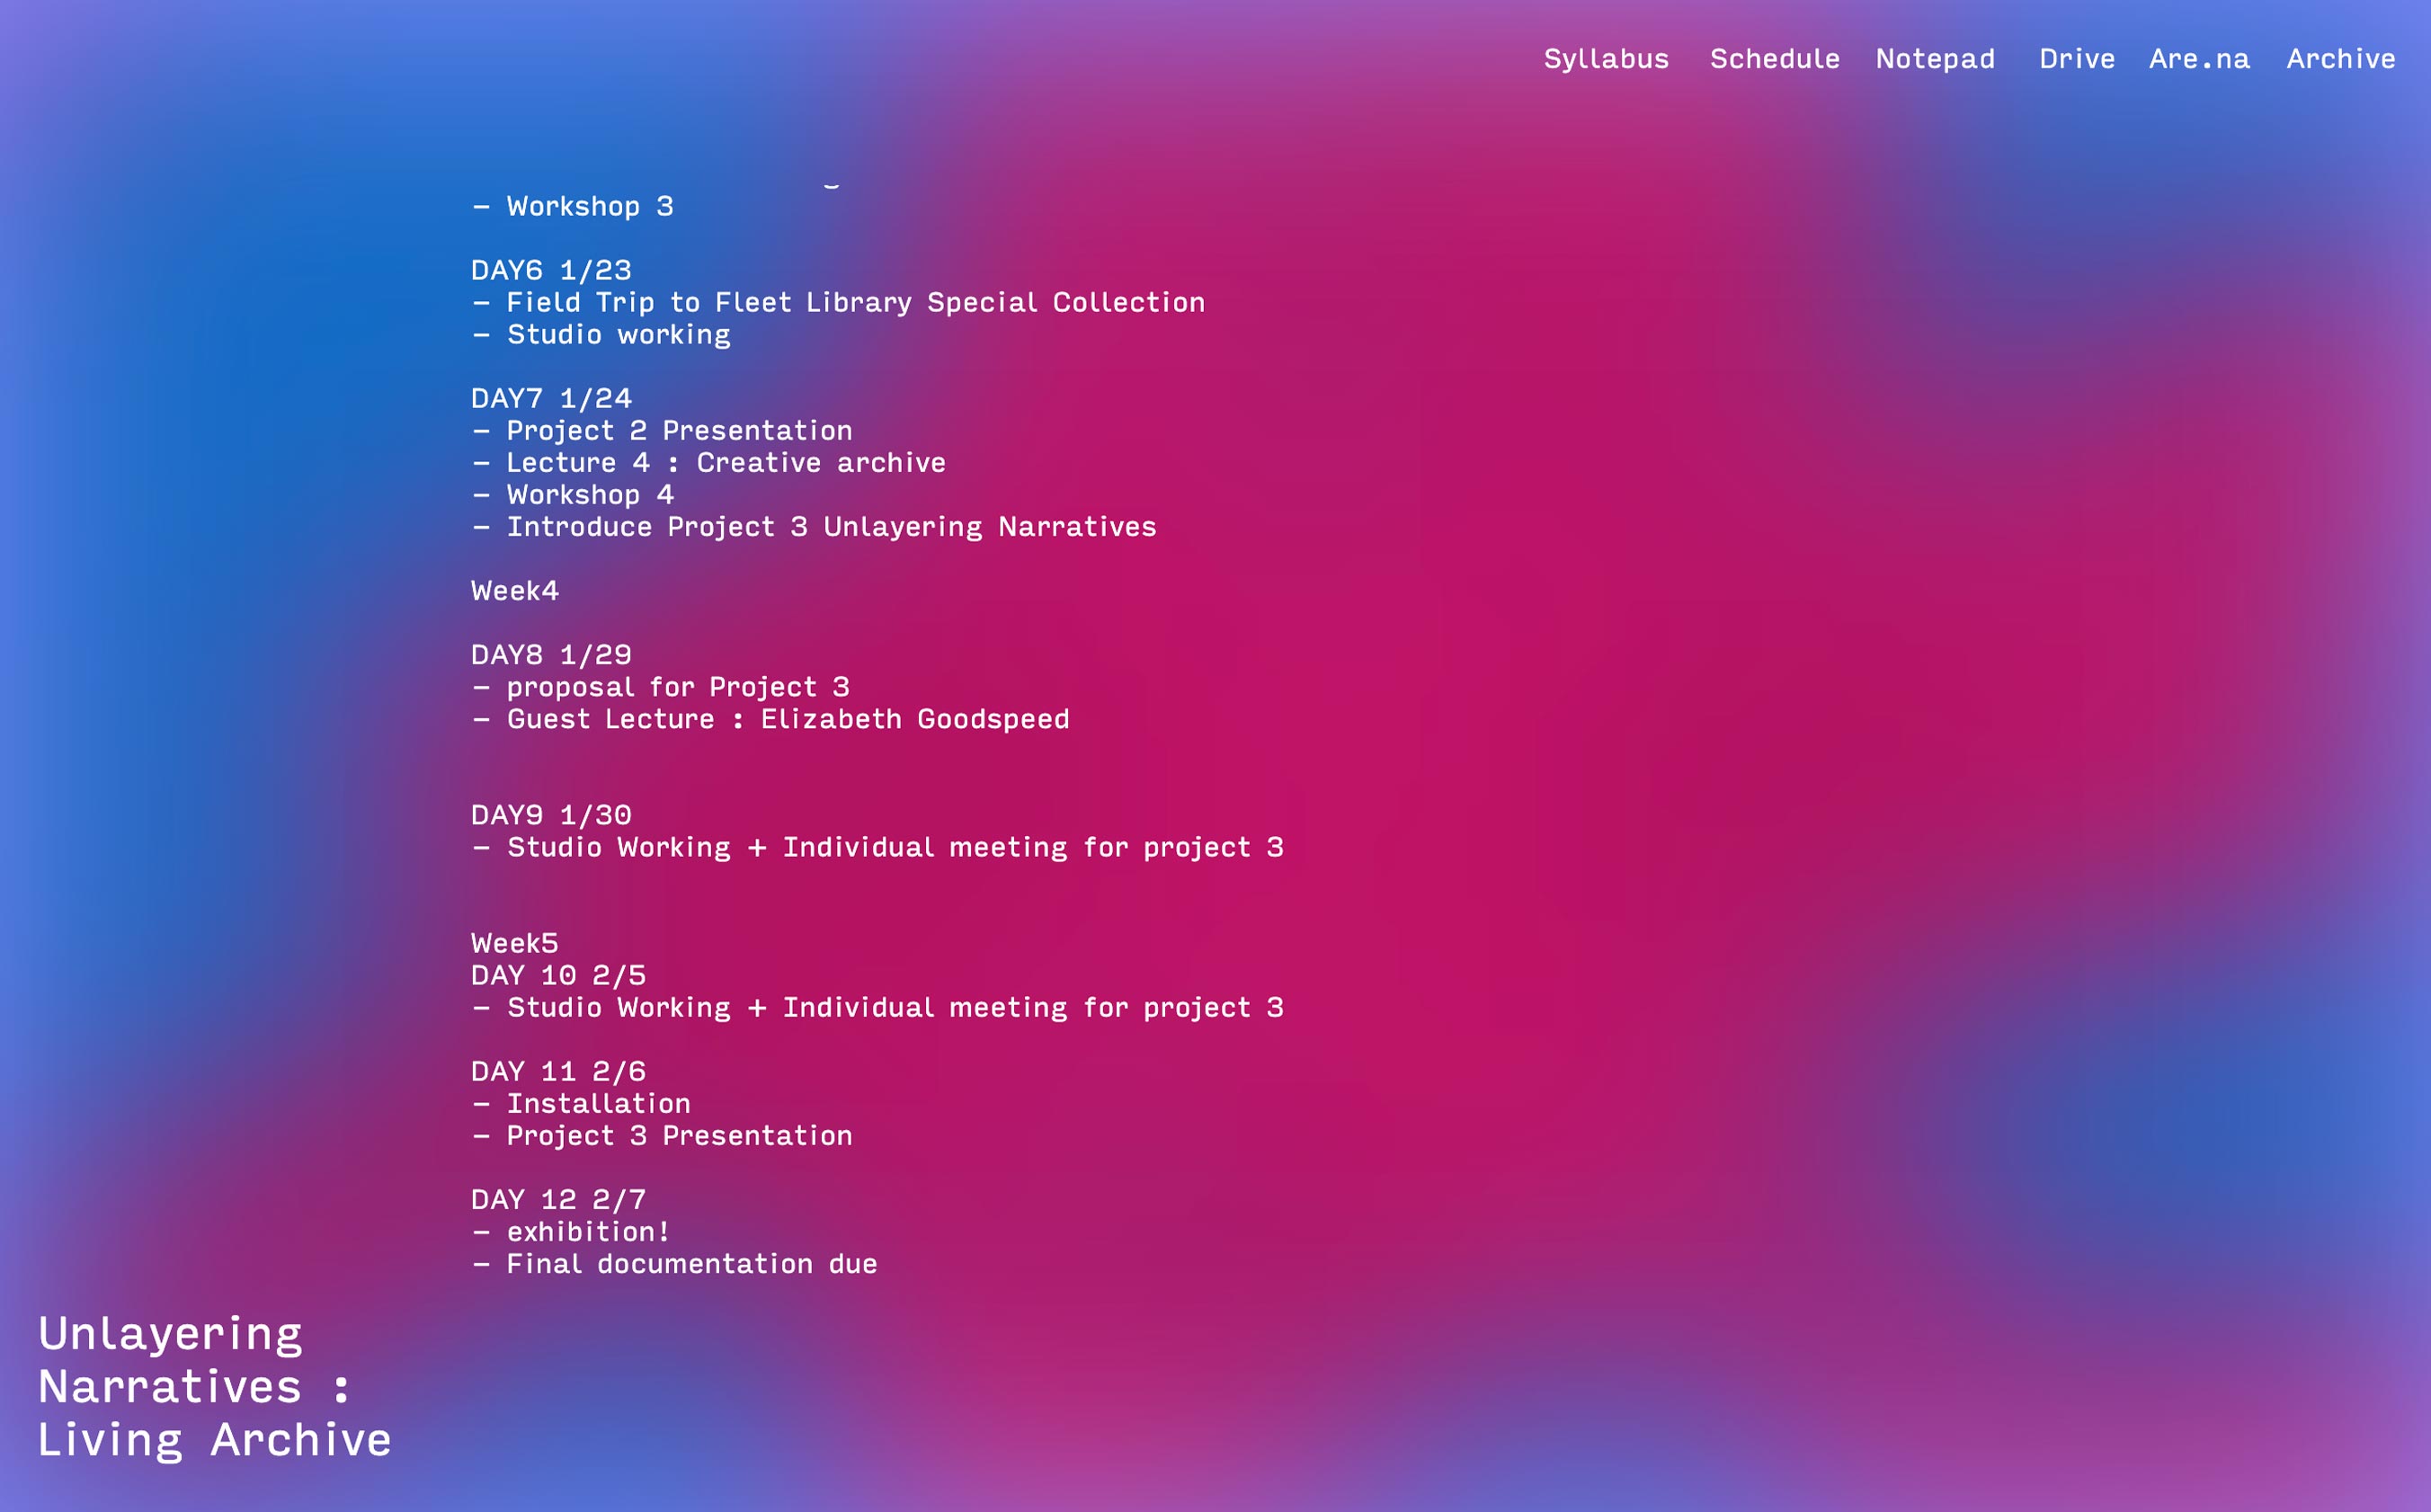 Syllabus Schedule Notepad Drive Are.na Archive
– Workshop 3
DAY6 1/23
– Field Trip to Fleet Library Special Collection
– Studio working
DAY7 1/24
– Project 2 Presentation
– Lecture 4 : Creative archive
– Workshop 4
– Introduce Project 3 Unlayering Narratives
Week4
DAY8 1/29
– proposal for Project 3
– Guest Lecture : Elizabeth Goodspeed
DAY9 1/30
– Studio Working + Individual meeting for project 3
Week5
DAY 10 2/5
– Studio Working + Individual meeting for project 3
DAY 11 2/6
– Installation
– Project 3 Presentation
DAY 12 2/7
– exhibition!
– Final documentation due
Unlayering
Narratives :
Living Archive